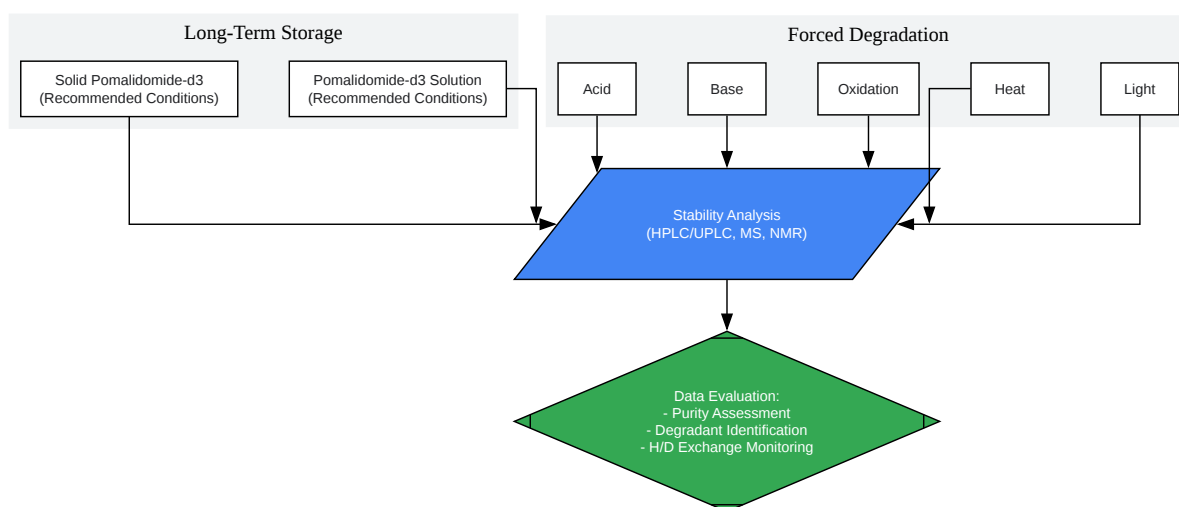 Long-Term Storage
Solid Pomalidomide-d3
(Recommended Conditions)
Pomalidomide-d3 Solution
(Recommended Conditions)
Forced Degradation
Acid
Base
Oxidation
Heat
Light
Stability Analysis
(HPLC/UPLC, MS, NMR)
Data Evaluation:
- Purity Assessment
- Degradant Identification
- H/D Exchange Monitoring